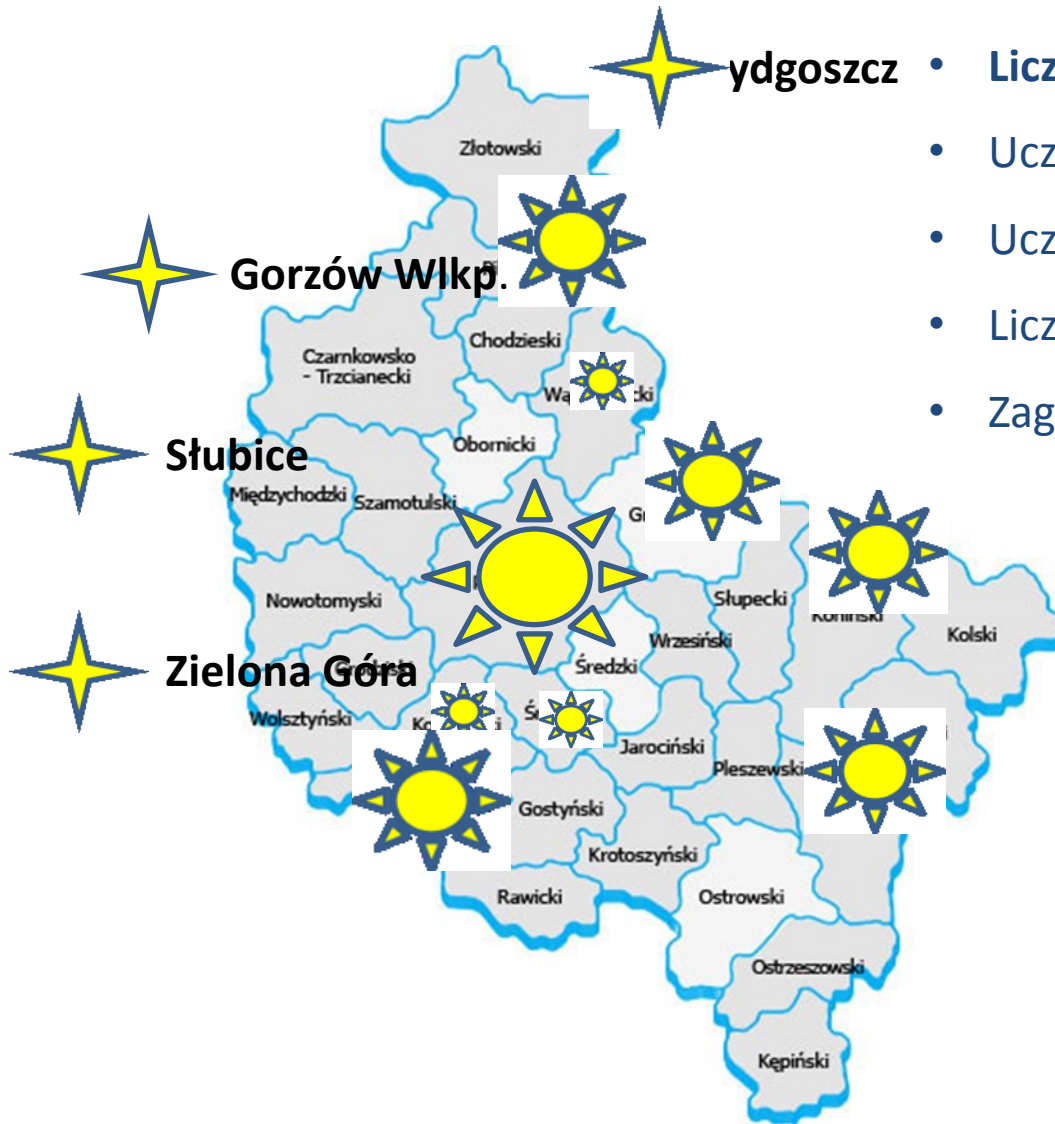 ydgoszcz
• Licz
Złotowski
• Ucz
• Ucz
Gorzów Wlkp.
• Licz
Chodzieski
Czarnkowsko
- Trzcianecki
• Zag
Obornicki
Słubice
Międzychodzki
Szamotulski
Nowotomyski
Słupecki
Koniński
Kolski
Wrzesiński
Średzki
Zielona Góra
Wolsztyński
Jarociński
Pleszewski
Gostyński
Krotoszyński
Rawicki
Ostrowski
Ostrzeszowski
Kępiński